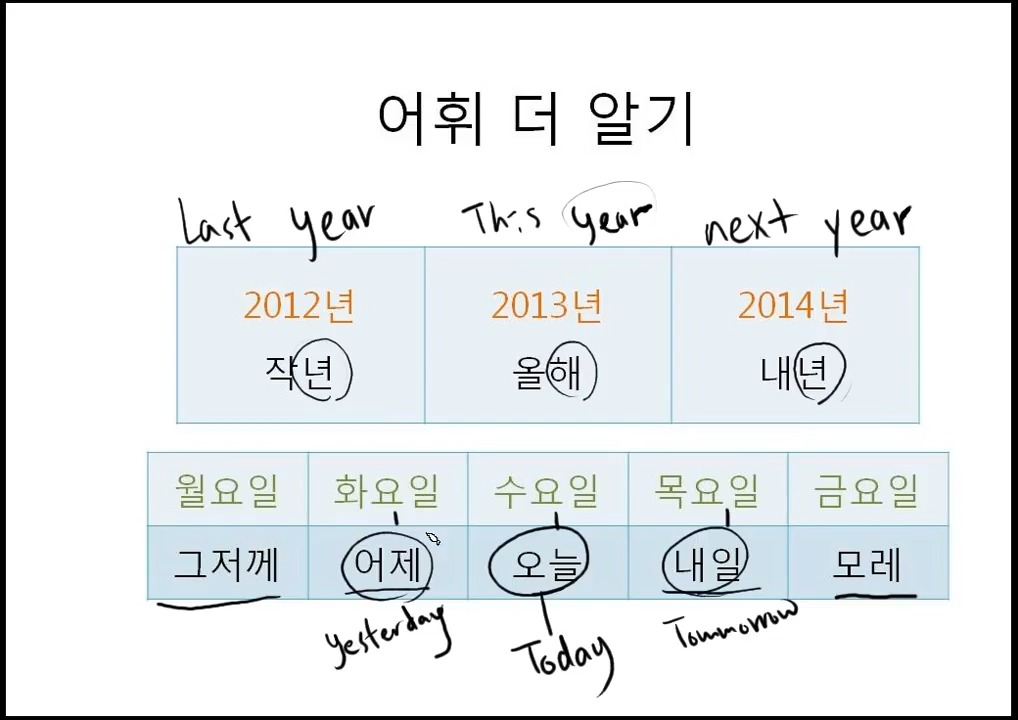 어휘 더 알기
Last year This year next year
2012년 2013년 2014년
작년 올해 내년
월요일 화요일 수요일 목요일 금요일
그저께 어제 오늘 내일 모레
Yesterday Today Tommorrow